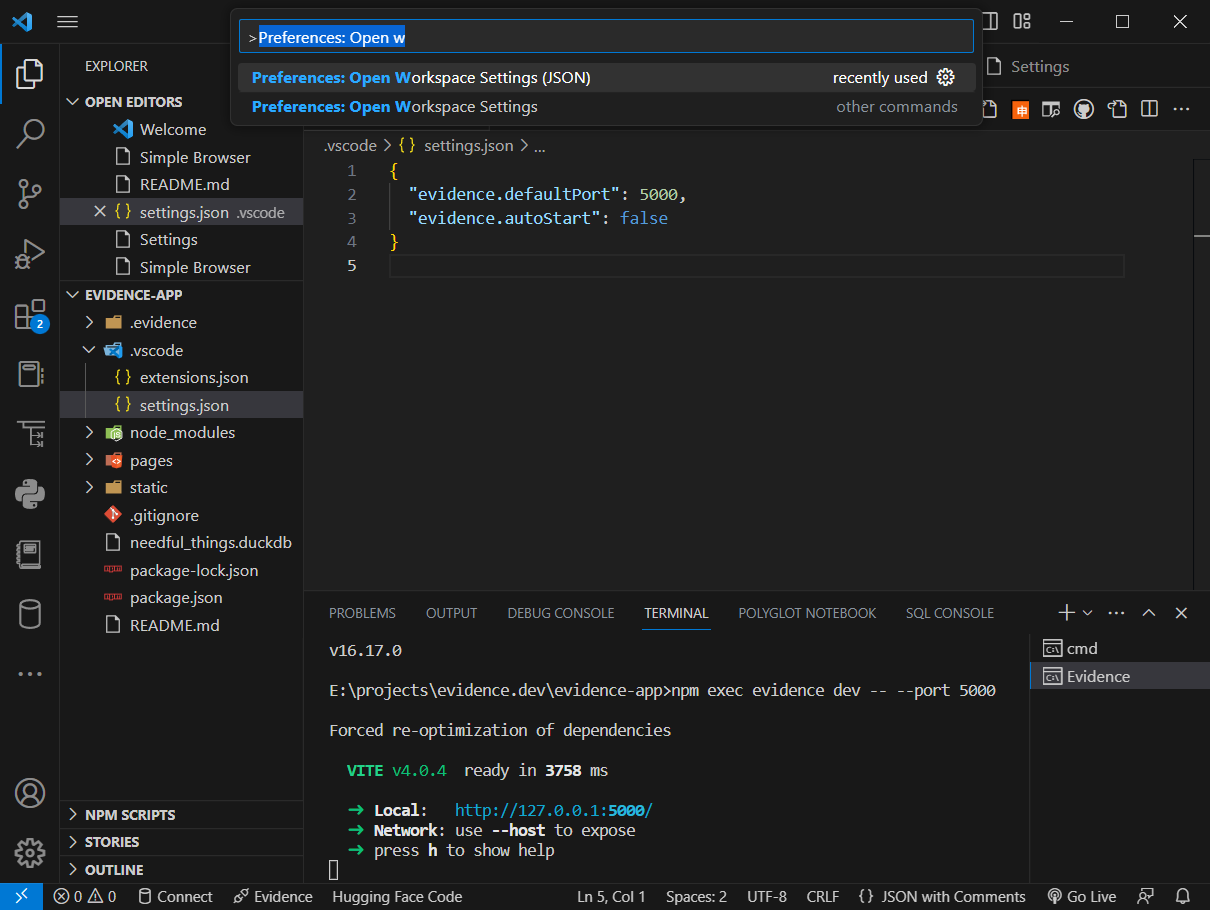 >Preferences: Open w
Preferences: Open Workspace Settings (JSON) recently used
Preferences: Open Workspace Settings other commands
Settings
EXPLORER
OPEN EDITORS
Welcome
Simple Browser
README.md
settings.json .vscode
Settings
Simple Browser
EVIDENCE-APP
.evidence
.vscode
extensions.json
settings.json
node_modules
pages
static
.gitignore
needful_things.duckdb
package-lock.json
package.json
README.md
NPM SCRIPTS
STORIES
OUTLINE
2
.vscode > {} settings.json > ...
1 {
2 "evidence.defaultPort": 5000,
3 "evidence.autoStart": false
4 }
5
PROBLEMS OUTPUT DEBUG CONSOLE TERMINAL POLYGLOT NOTEBOOK SQL CONSOLE
v16.17.0
E:\projects\evidence.dev\evidence-app>npm exec evidence dev -- --port 5000
Forced re-optimization of dependencies
VITE v4.0.4 ready in 3758 ms
➜ Local: http://127.0.0.1:5000/
➜ Network: use --host to expose
➜ press h to show help
cmd
Evidence
0 0 Connect Evidence Hugging Face Code Ln 5, Col 1 Spaces: 2 UTF-8 CRLF {} JSON with Comments Go Live